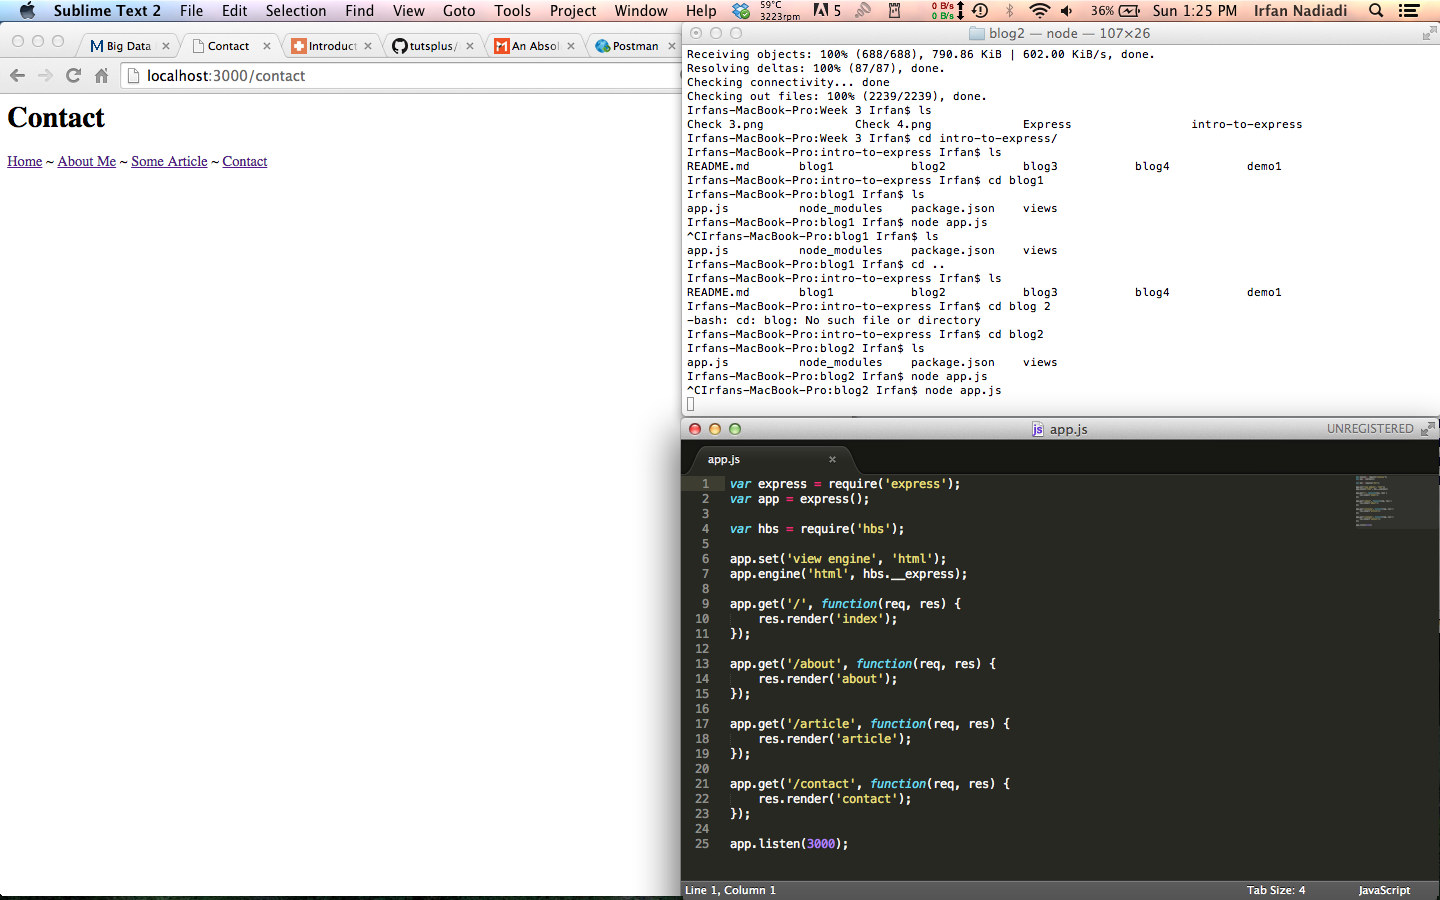 Sublime Text 2 File Edit Selection Find View Goto Tools Project Window Help 59°C 3223rpm 5 0 B/s 0 B/s 36% Sun 1:25 PM Irfan Nadiadi
Big Data Contact Introduct tutsplus/ An Absol Postman
localhost:3000/contact
Contact
Home ~ About Me ~ Some Article ~ Contact
blog2 — node — 107×26
Receiving objects: 100% (688/688), 790.86 KiB | 602.00 KiB/s, done.
Resolving deltas: 100% (87/87), done.
Checking connectivity... done
Checking out files: 100% (2239/2239), done.
Irfans-MacBook-Pro:Week 3 Irfan$ ls
Check 3.png Check 4.png Express intro-to-express
Irfans-MacBook-Pro:Week 3 Irfan$ cd intro-to-express/
Irfans-MacBook-Pro:intro-to-express Irfan$ ls
README.md blog1 blog2 blog3 blog4 demo1
Irfans-MacBook-Pro:intro-to-express Irfan$ cd blog1
Irfans-MacBook-Pro:blog1 Irfan$ ls
app.js node_modules package.json views
Irfans-MacBook-Pro:blog1 Irfan$ node app.js
^CIrfans-MacBook-Pro:blog1 Irfan$ ls
app.js node_modules package.json views
Irfans-MacBook-Pro:blog1 Irfan$ cd ..
Irfans-MacBook-Pro:intro-to-express Irfan$ ls
README.md blog1 blog2 blog3 blog4 demo1
Irfans-MacBook-Pro:intro-to-express Irfan$ cd blog 2
-bash: cd: blog: No such file or directory
Irfans-MacBook-Pro:intro-to-express Irfan$ cd blog2
Irfans-MacBook-Pro:blog2 Irfan$ ls
app.js node_modules package.json views
Irfans-MacBook-Pro:blog2 Irfan$ node app.js
^CIrfans-MacBook-Pro:blog2 Irfan$ node app.js
app.js UNREGISTERED
app.js
1 var express = require('express');
2 var app = express();
3
4 var hbs = require('hbs');
5
6 app.set('view engine', 'html');
7 app.engine('html', hbs.__express);
8
9 app.get('/', function(req, res) {
10 res.render('index');
11 });
12
13 app.get('/about', function(req, res) {
14 res.render('about');
15 });
16
17 app.get('/article', function(req, res) {
18 res.render('article');
19 });
20
21 app.get('/contact', function(req, res) {
22 res.render('contact');
23 });
24
25 app.listen(3000);
Line 1, Column 1 Tab Size: 4 JavaScript